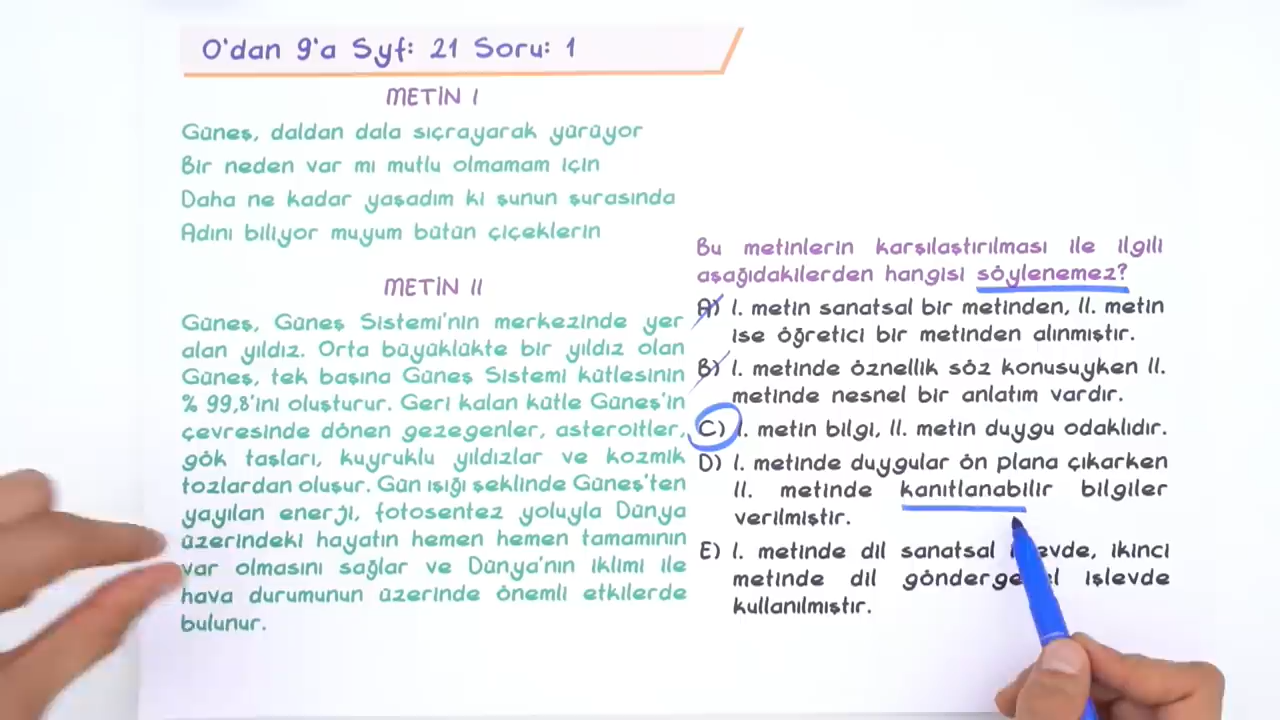 0'dan 9'a Syf: 21 Soru: 1
METİN I
Güneş, daldan dala sıçrayarak yürüyor
Bir neden var mı mutlu olmamam için
Daha ne kadar yaşadım ki şunun şurasında
Adını biliyor muyum bütün çiçeklerin
METİN II
Güneş, Güneş Sistemi'nin merkezinde yer
alan yıldız. Orta büyüklükte bir yıldız olan
Güneş, tek başına Güneş Sistemi kütlesinin
% 99,8'ini oluşturur. Geri kalan kütle Güneş'in
çevresinde dönen gezegenler, asteroitler,
gök taşları, kuyruklu yıldızlar ve kozmik
tozlardan oluşur. Gün ışığı şeklinde Güneş'ten
yayılan enerji, fotosentez yoluyla Dünya
üzerindeki hayatın hemen hemen tamamının
var olmasını sağlar ve Dünya'nın iklimi ile
hava durumunun üzerinde önemli etkilerde
bulunur.
Bu metinlerin karşılaştırılması ile ilgili
aşağıdakilerden hangisi söylenemez?
A) I. metin sanatsal bir metinden, II. metin
ise öğretici bir metinden alınmıştır.
B) I. metinde öznellik söz konusuyken II.
metinde nesnel bir anlatım vardır.
C) I. metin bilgi, II. metin duygu odaklıdır.
D) I. metinde duygular ön plana çıkarken
II. metinde kanıtlanabilir bilgiler
verilmiştir.
E) I. metinde dil sanatsal işlevde, ikinci
metinde dil göndergesel işlevde
kullanılmıştır.